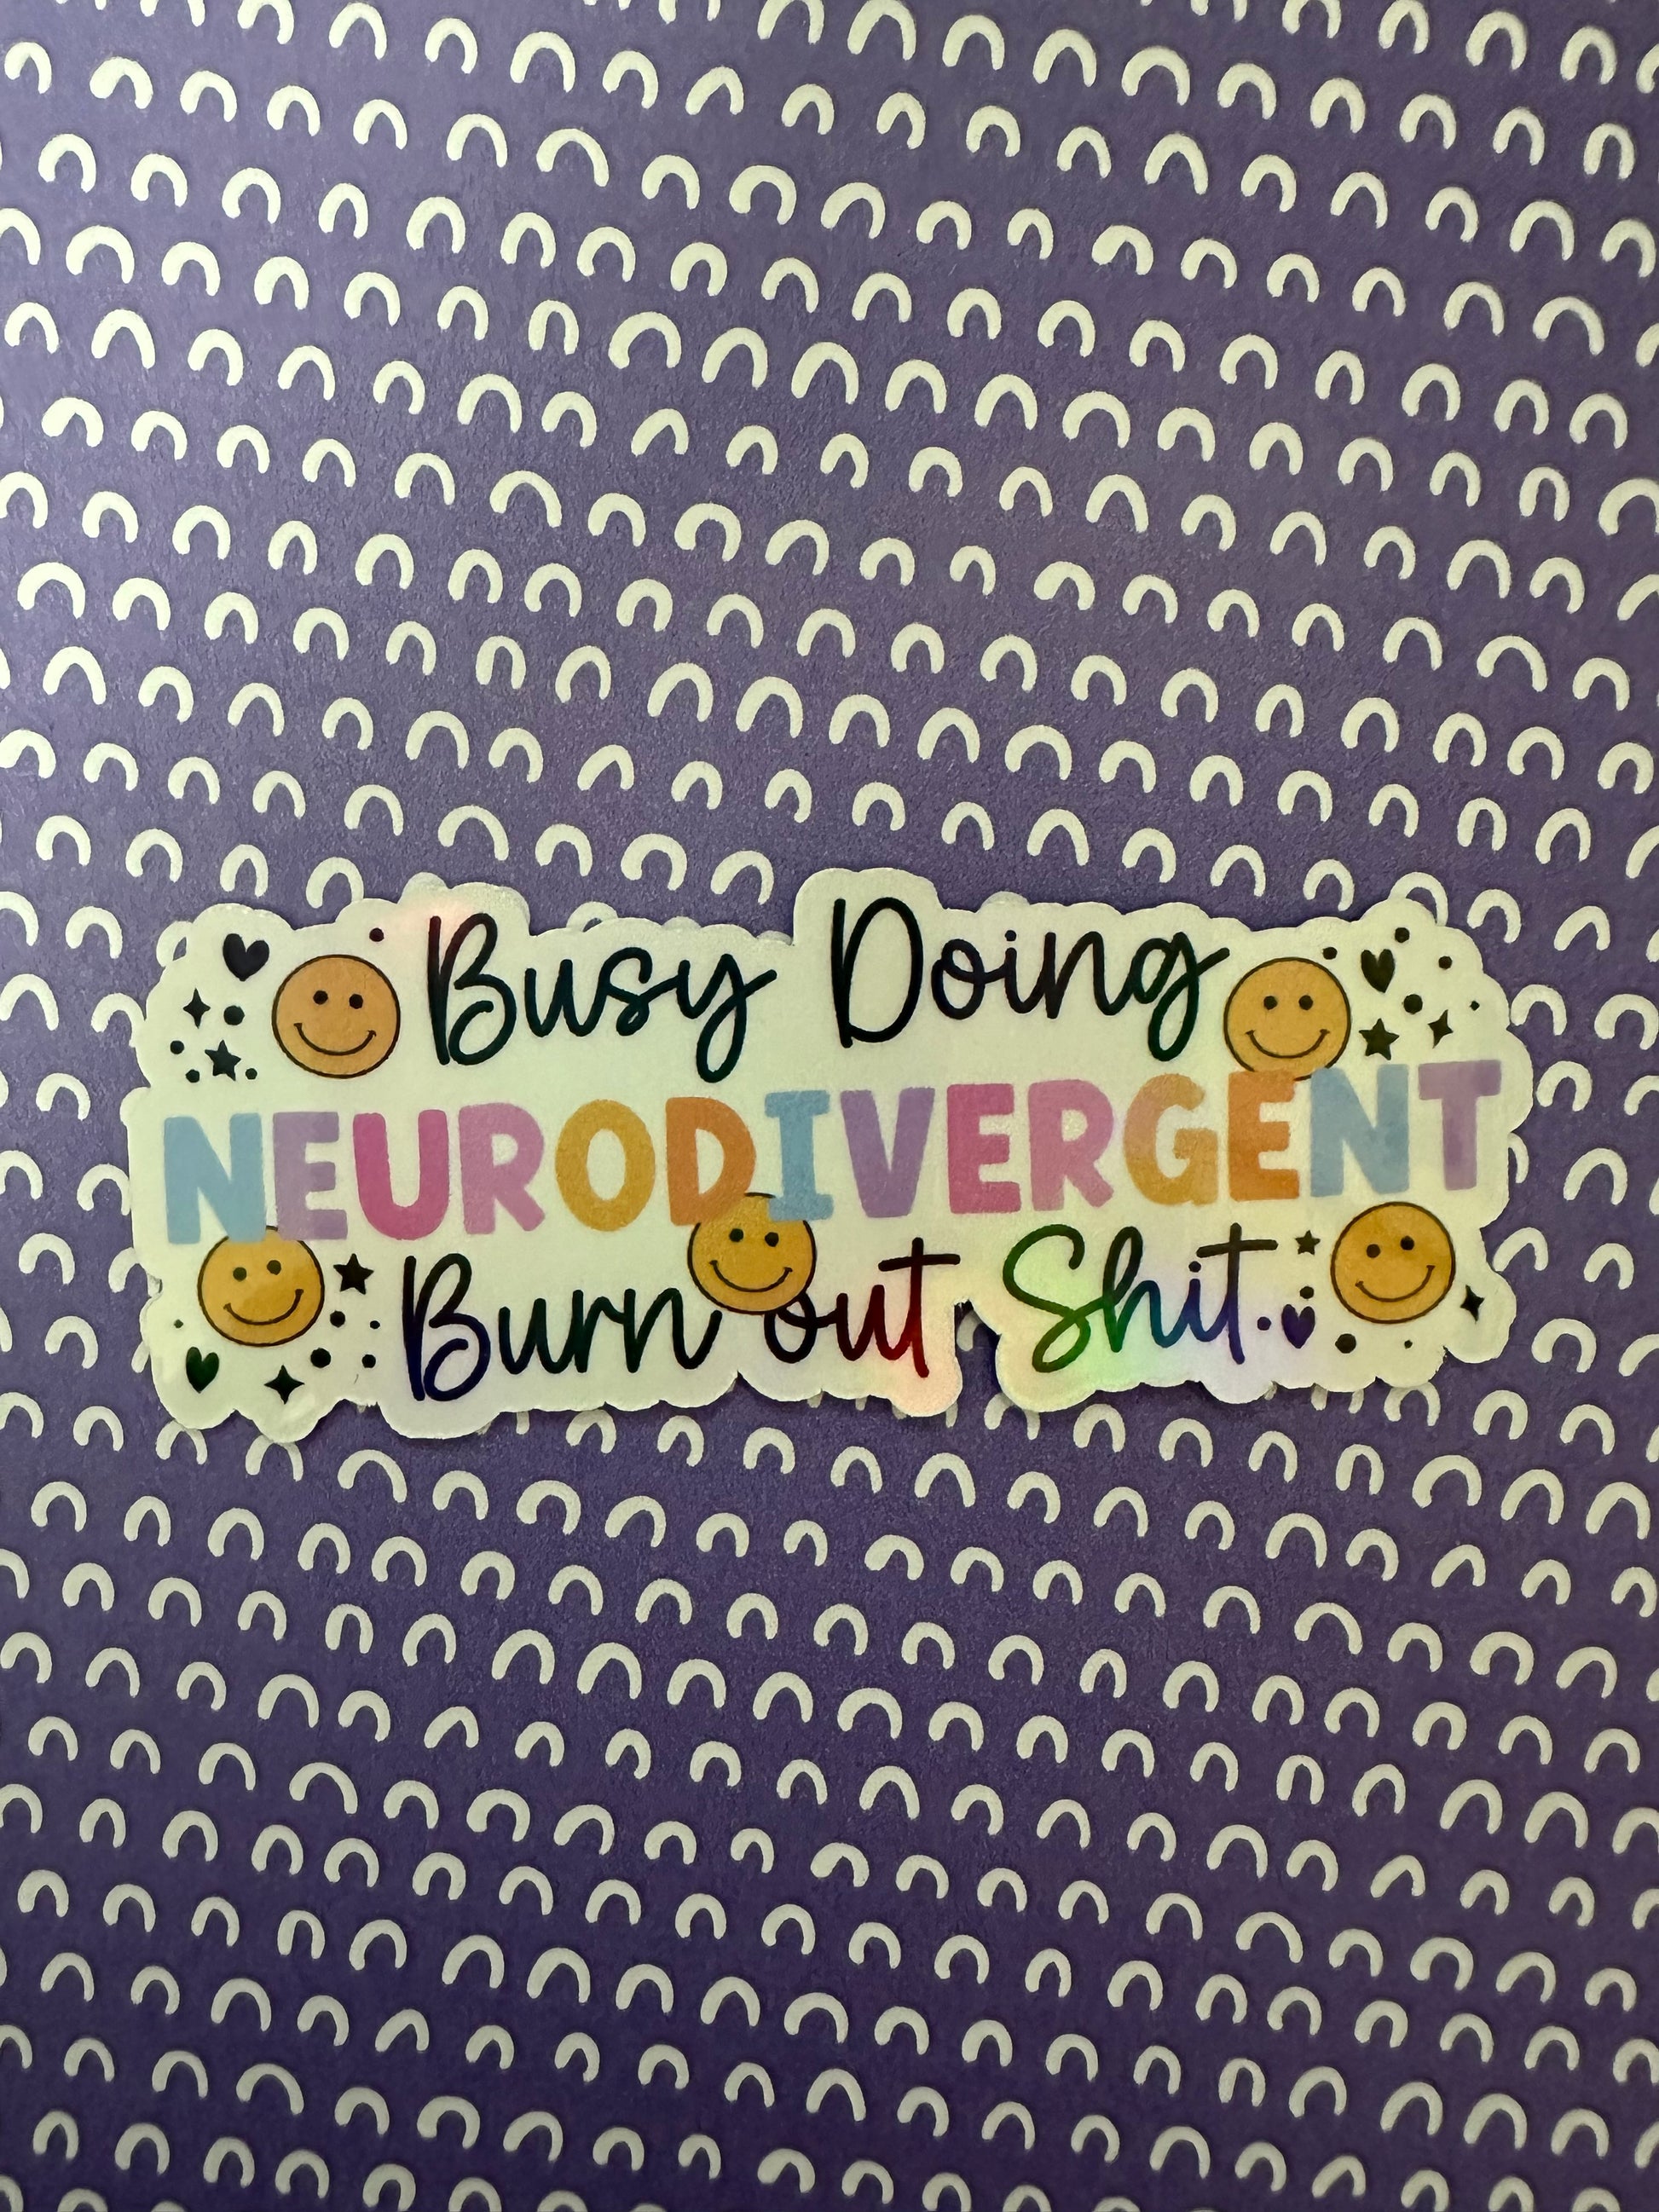 Busy Doing
NEURODIVERGENT
Burn out Shit.